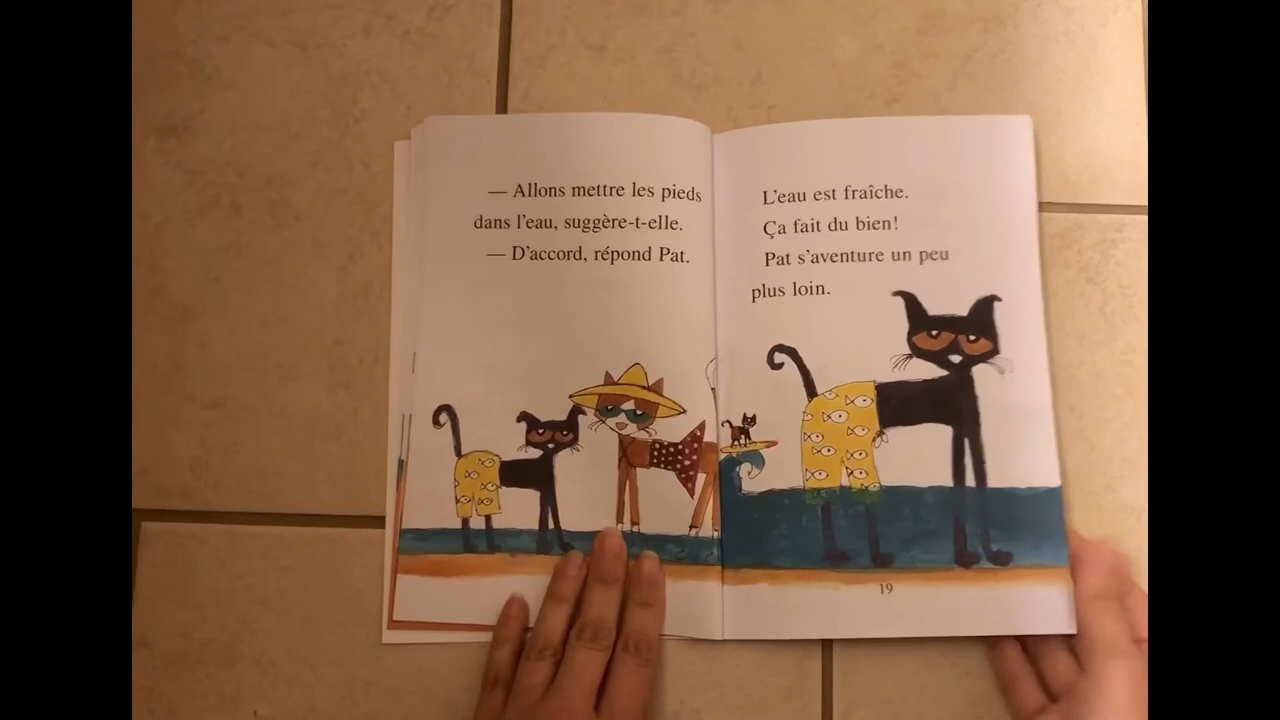 — Allons mettre les pieds
dans l'eau, suggère-t-elle.
— D'accord, répond Pat.
L'eau est fraîche.
Ça fait du bien!
Pat s'aventure un peu
plus loin.
19